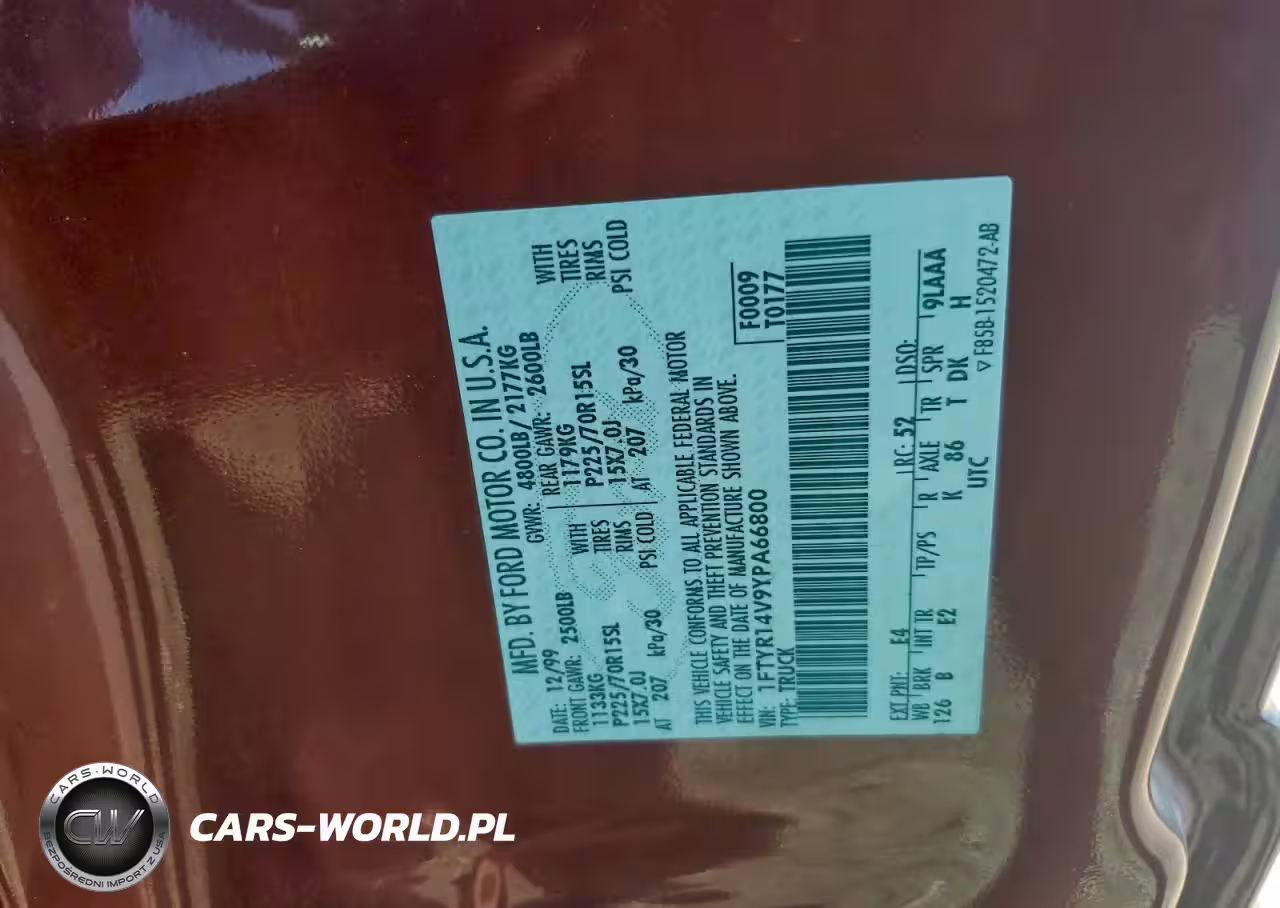 MFD. BY FORD MOTOR CO. IN U.S.A.
DATE: 12/99 GVWR: 4800LB/ 2177KG
FRONT GAWR: 2500LB REAR GAWR: 2600LB
1133KG WITH 1179KG WITH
P225/70R15SL TIRES P225/70R15SL TIRES
15X7.0J RIMS 15X7.0J RIMS
AT 207 kPa/30 PSI COLD AT 207 kPa/30 PSI COLD
THIS VEHICLE CONFORMS TO ALL APPLICABLE FEDERAL MOTOR
VEHICLE SAFETY AND THEFT PREVENTION STANDARDS IN
EFFECT ON THE DATE OF MANUFACTURE SHOWN ABOVE.
VIN: 1FTYR14V9YPA66800 F0009
TYPE: TRUCK T0177
EXT PNT: E4 RC: 52 DSO:
WB BRK INT TR TP/PS R AXLE TR SPR 9LAAA
126 B E2 K 86 T DK H
UTC ▽F85B-1520472-AB
CARS-WORLD
CW
BEZPOŚREDNI IMPORT Z USA
CARS-WORLD.PL